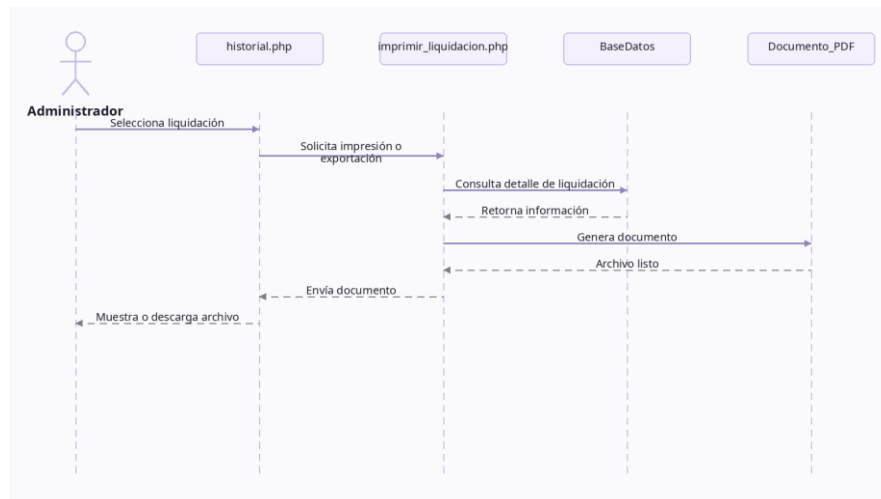 historial.php
imprimir_liquidacion.php
BaseDatos
Documento_PDF
Administrador
Selecciona liquidación
Solicita impresión o
exportación
Consulta detalle de liquidación
Retorna información
Genera documento
Archivo listo
Envía documento
Muestra o descarga archivo